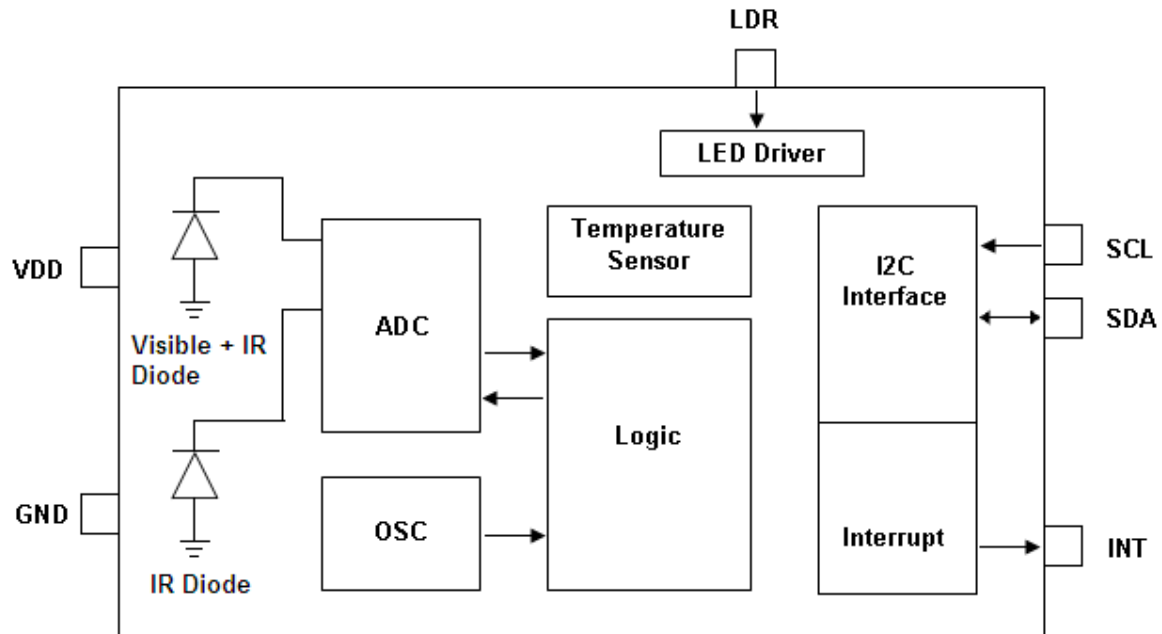 LDR
LED Driver
Temperature
Sensor
I2C
Interface
SCL
SDA
VDD
ADC
Visible + IR
Diode
Logic
GND
OSC
Interrupt
INT
IR Diode